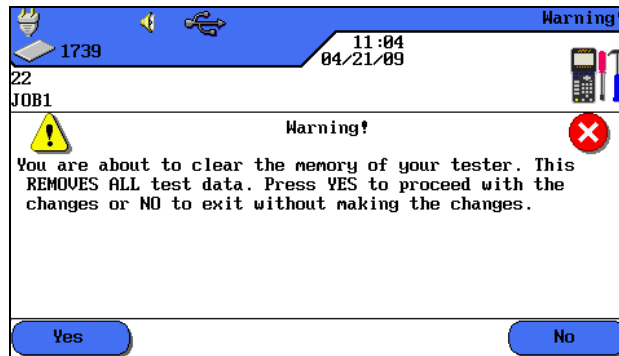 Warning!
1739
11:04
04/21/09
22
JOB1
Warning!
You are about to clear the memory of your tester. This
REMOVES ALL test data. Press YES to proceed with the
changes or NO to exit without making the changes.
Yes
No